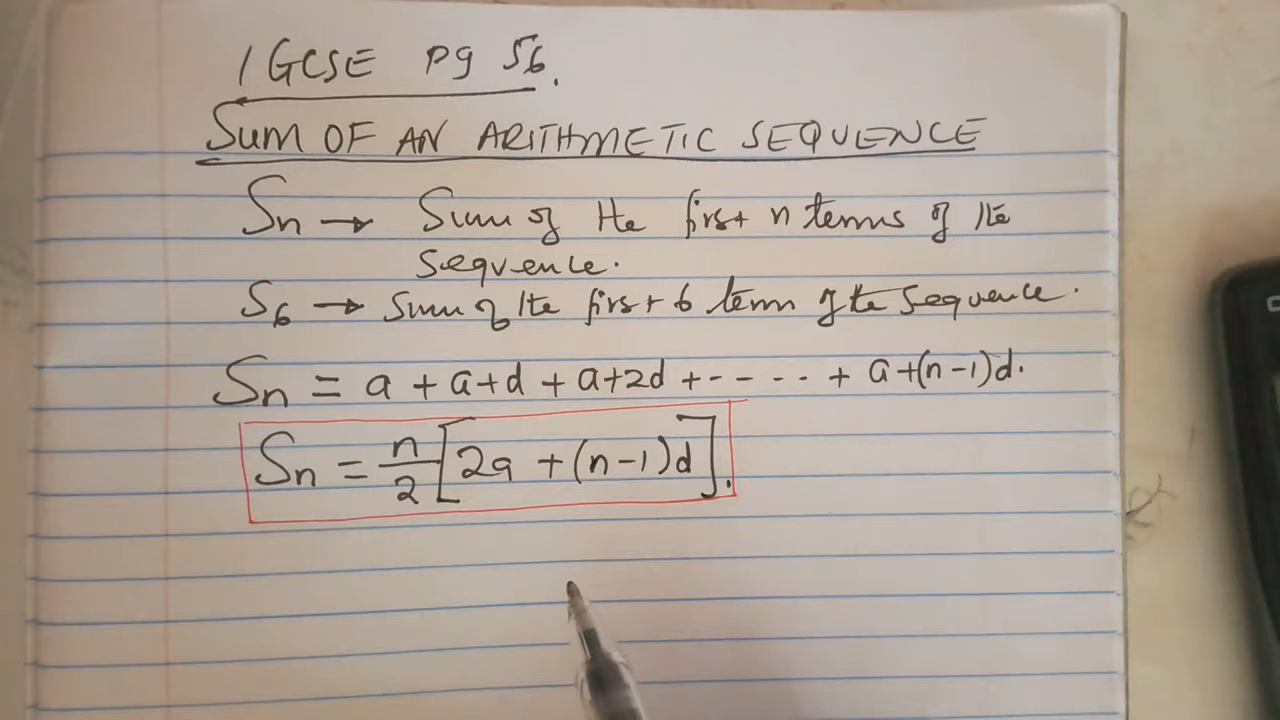 IGCSE pg 56.
SUM OF AN ARITHMETIC SEQUENCE
Sn → Sum of the first n terms of the
sequence.
S6 → Sum of the first 6 term of the sequence.
Sn = a + a+d + a+2d +----- + a+(n-1)d.
Sn = n/2 [2a + (n-1)d].